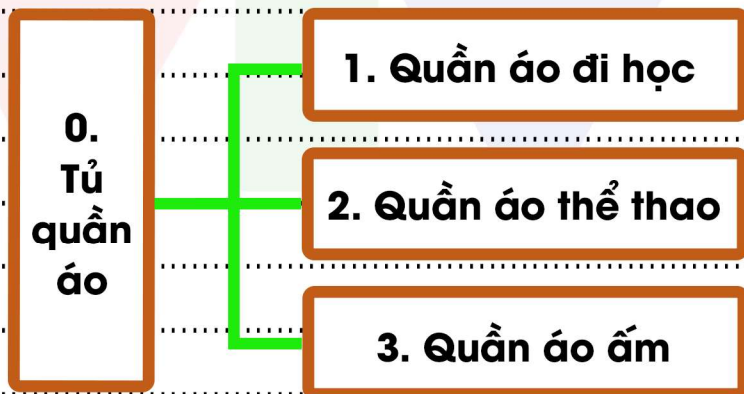 0.
Tủ
quần
áo
1. Quần áo đi học
2. Quần áo thể thao
3. Quần áo ấm